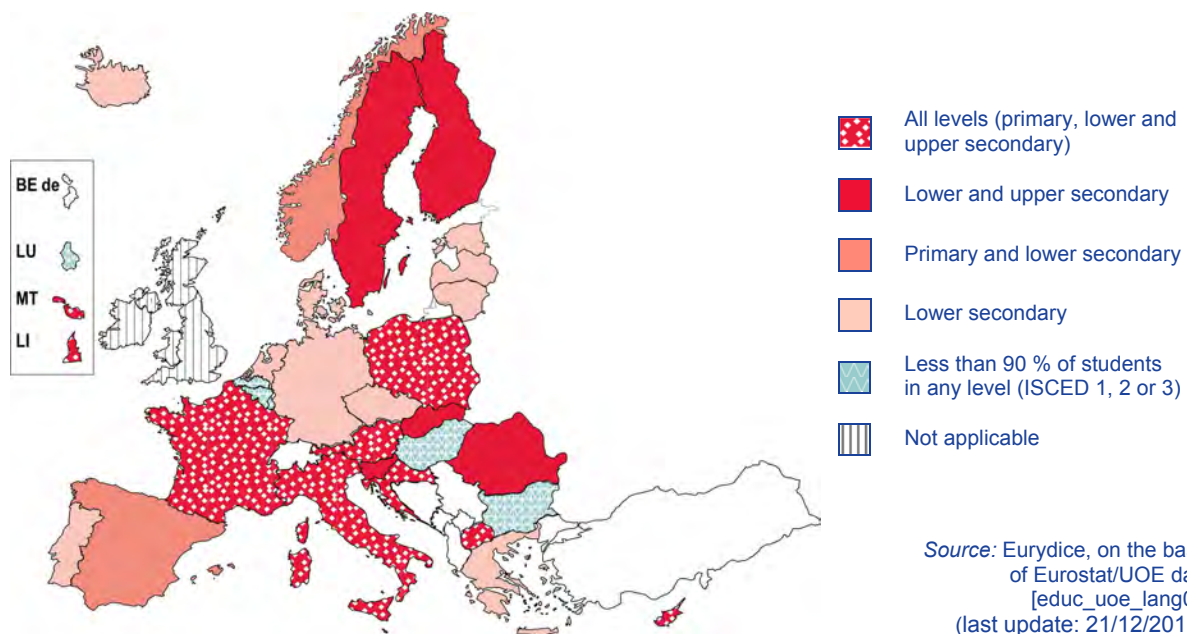 BE de
LU
MT
LI
All levels (primary, lower and
upper secondary)
Lower and upper secondary
Primary and lower secondary
Lower secondary
Less than 90 % of students
in any level (ISCED 1, 2 or 3)
Not applicable
Source: Eurydice, on the ba
of Eurostat/UOE da
[educ_uoe_lang0
(last update: 21/12/201